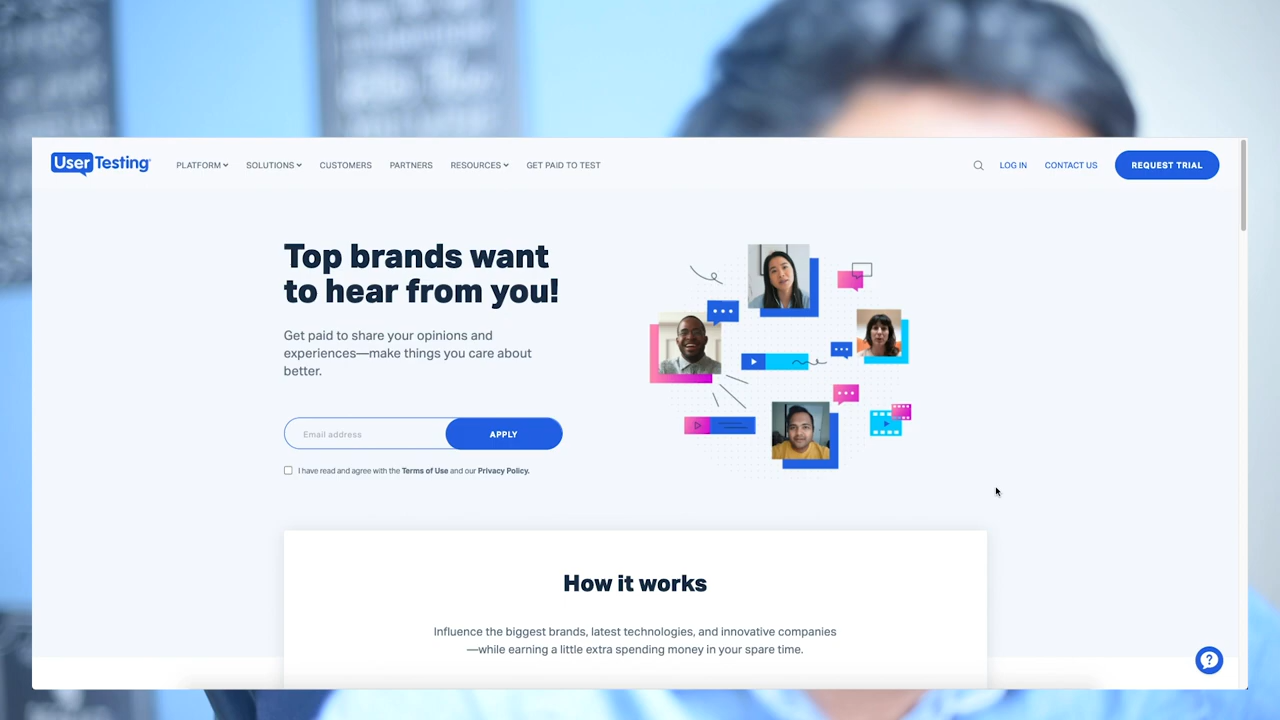 UserTesting
PLATFORM
SOLUTIONS
CUSTOMERS
PARTNERS
RESOURCES
GET PAID TO TEST
LOG IN
CONTACT US
REQUEST TRIAL
Top brands want
to hear from you!
Get paid to share your opinions and
experiences—make things you care about
better.
Email address
APPLY
I have read and agree with the Terms of Use and our Privacy Policy.
How it works
Influence the biggest brands, latest technologies, and innovative companies
—while earning a little extra spending money in your spare time.
?